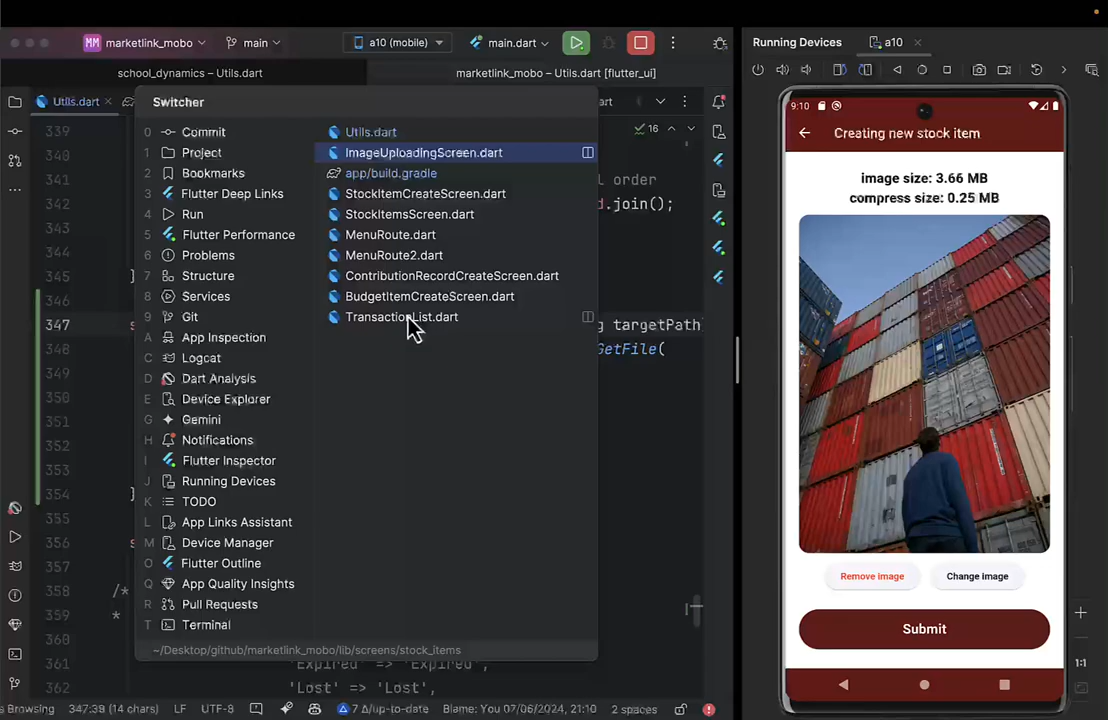 Running Devices
a10
MM marketlink_mobo
main
a10 (mobile)
main.dart
school_dynamics – Utils.dart
marketlink_mobo – Utils.dart [flutter_ui]
Utils.dart
art
Switcher
0 Commit
1 Project
2 Bookmarks
3 Flutter Deep Links
4 Run
5 Flutter Performance
6 Problems
7 Structure
8 Services
9 Git
A App Inspection
C Logcat
D Dart Analysis
E Device Explorer
G Gemini
H Notifications
I Flutter Inspector
J Running Devices
K TODO
L App Links Assistant
M Device Manager
O Flutter Outline
Q App Quality Insights
R Pull Requests
T Terminal
Utils.dart
ImageUploadingScreen.dart
app/build.gradle
StockItemCreateScreen.dart
StockItemsScreen.dart
MenuRoute.dart
MenuRoute2.dart
ContributionRecordCreateScreen.dart
BudgetItemCreateScreen.dart
TransactionList.dart
~/Desktop/github/marketlink_mobo/lib/screens/stock_items
16
339
340
341
342
343
344
345 }
346
347 s
348
349
350
351
352
353
354 }
355
356 s
357
358 /*
359 *
360
361 'Expired' => 'Expired',
362 'Lost' => 'Lost',
l order
d.join();
g targetPath
GetFile(
Browsing
347:39 (14 chars)
LF
UTF-8
7 Δ/up-to-date
Blame: You 07/06/2024, 21:10
2 spaces
9:10
Creating new stock item
image size: 3.66 MB
compress size: 0.25 MB
Remove image
Change image
Submit
1:1